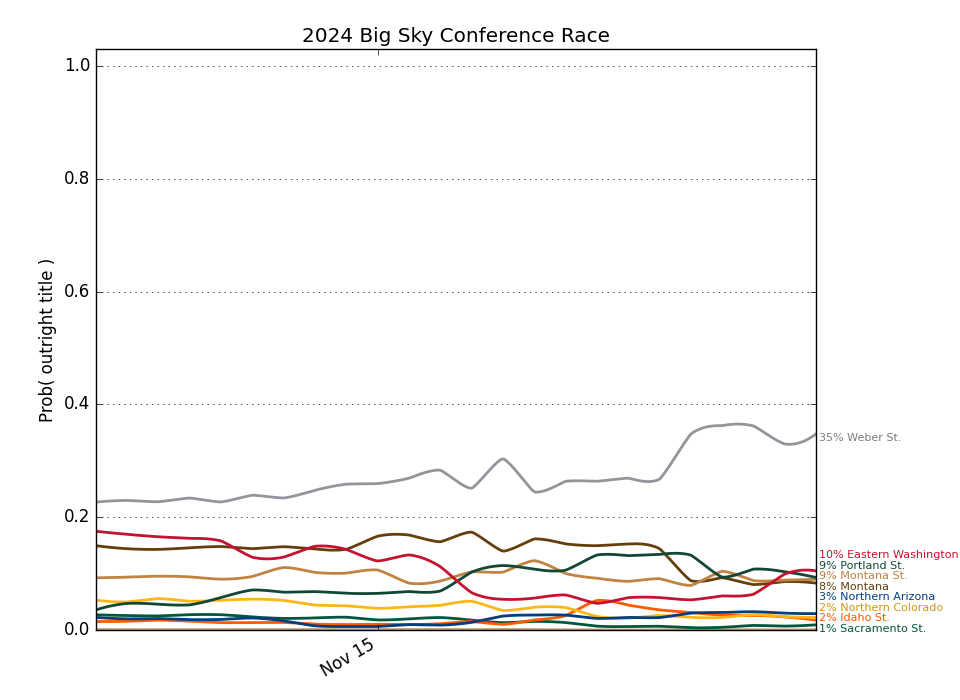 2024 Big Sky Conference Race
Prob( outright title )
1.0
0.8
0.6
0.4
0.2
0.0
Nov 15
35% Weber St.
10% Eastern Washington
9% Portland St.
9% Montana St.
8% Montana
3% Northern Arizona
2% Northern Colorado
2% Idaho St.
1% Sacramento St.